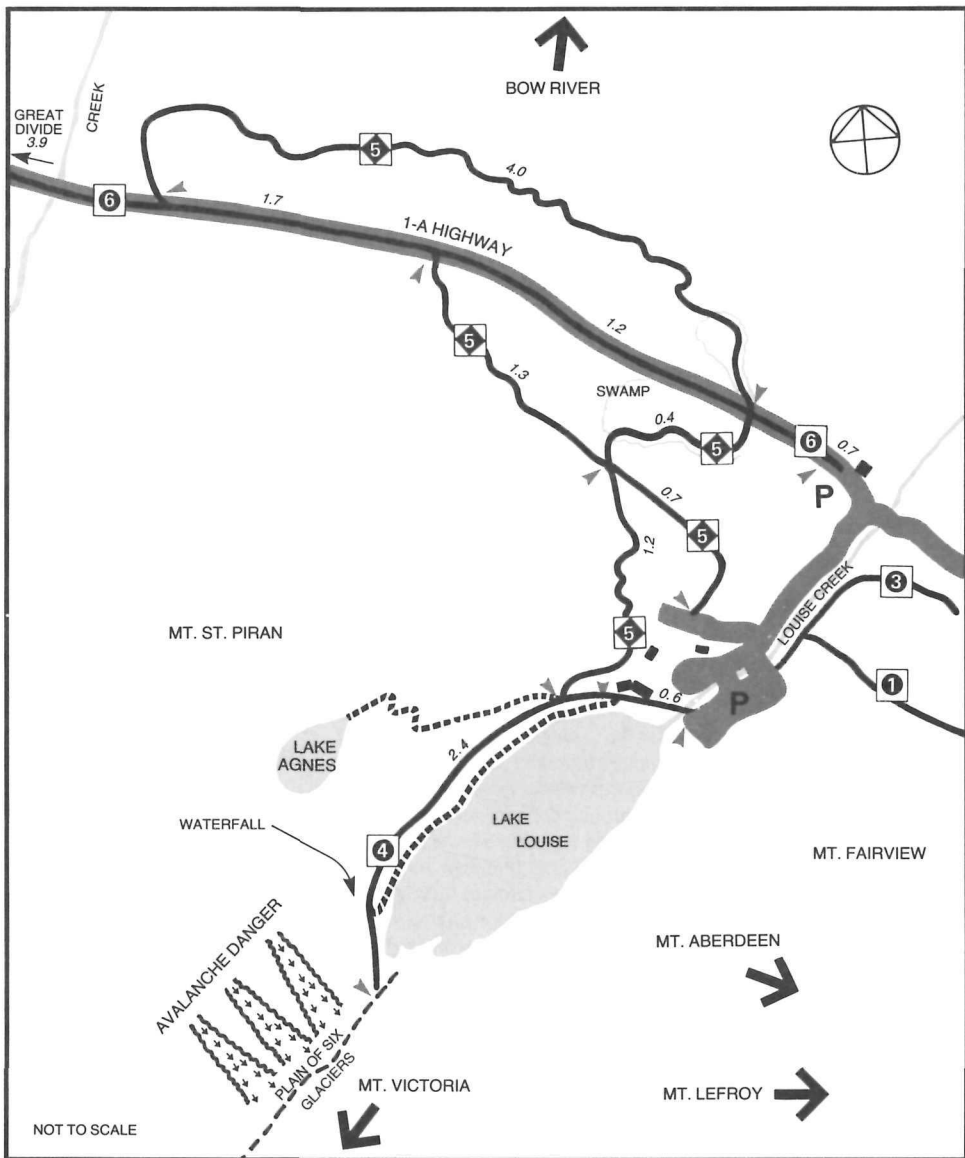 BOW RIVER
CREEK
GREAT
DIVIDE
3.9
5
4.0
6
1.7
1-A HIGHWAY
1.2
5
1.3
SWAMP
0.4
5
6
0.7
P
0.7
5
1.2
LOUISE CREEK
3
MT. ST. PIRAN
5
1
0.6
P
2.4
LAKE
AGNES
WATERFALL
LAKE
LOUISE
4
MT. FAIRVIEW
AVALANCHE DANGER
MT. ABERDEEN
PLAIN OF SIX
GLACIERS
MT. VICTORIA
MT. LEFROY
NOT TO SCALE